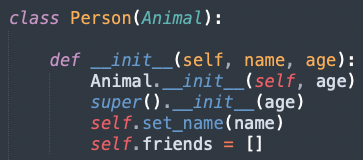 class Person(Animal):
    def __init__(self, name, age):
        Animal.__init__(self, age)
        super().__init__(age)
        self.set_name(name)
        self.friends = []